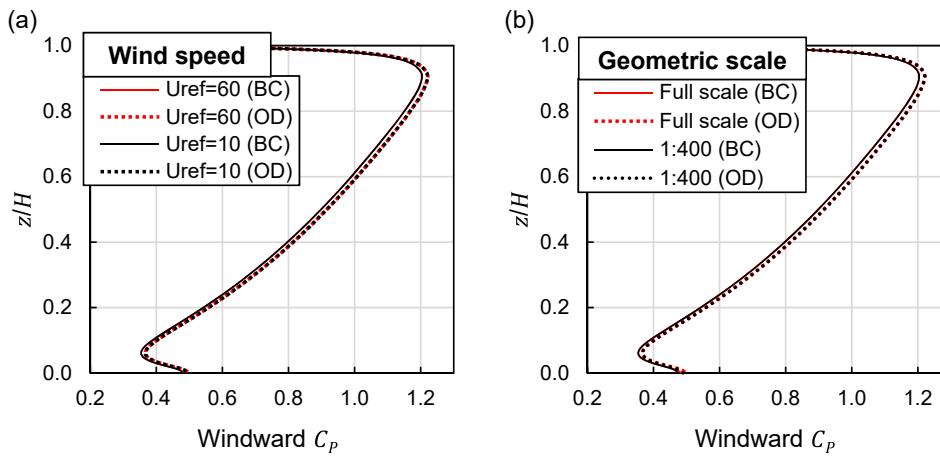 (a)
Wind speed
Uref=60 (BC)
Uref=60 (OD)
Uref=10 (BC)
Uref=10 (OD)
z/H
1.0
0.8
0.6
0.4
0.2
0.0
0.2 0.4 0.6 0.8 1.0 1.2
Windward C_P
(b)
Geometric scale
Full scale (BC)
Full scale (OD)
1:400 (BC)
1:400 (OD)
z/H
1.0
0.8
0.6
0.4
0.2
0.0
0.2 0.4 0.6 0.8 1.0 1.2
Windward C_P